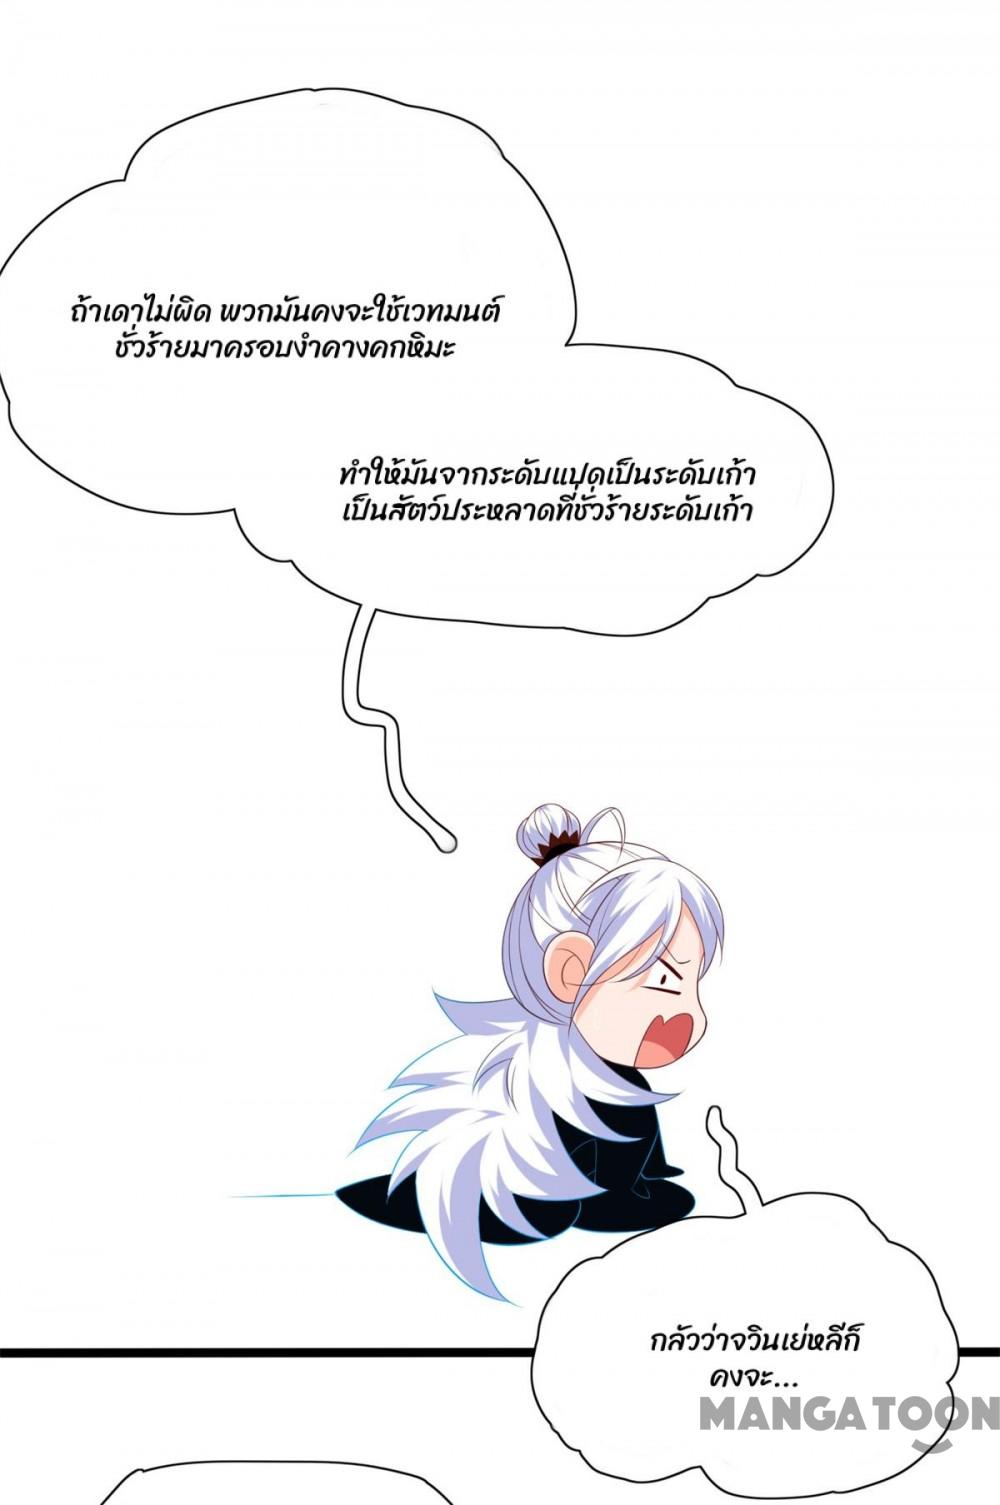 ถ้าเดาไม่ผิด พวกมันคงจะใช้เวทมนต์
ชั่วร้ายมาครอบงำคางคกหิมะ
ทำให้มันจากระดับแปดเป็นระดับเก้า
เป็นสัตว์ประหลาดที่ชั่วร้ายระดับเก้า
กลัวว่าจวินเย่หลีก็
คงจะ...
MANGATOON